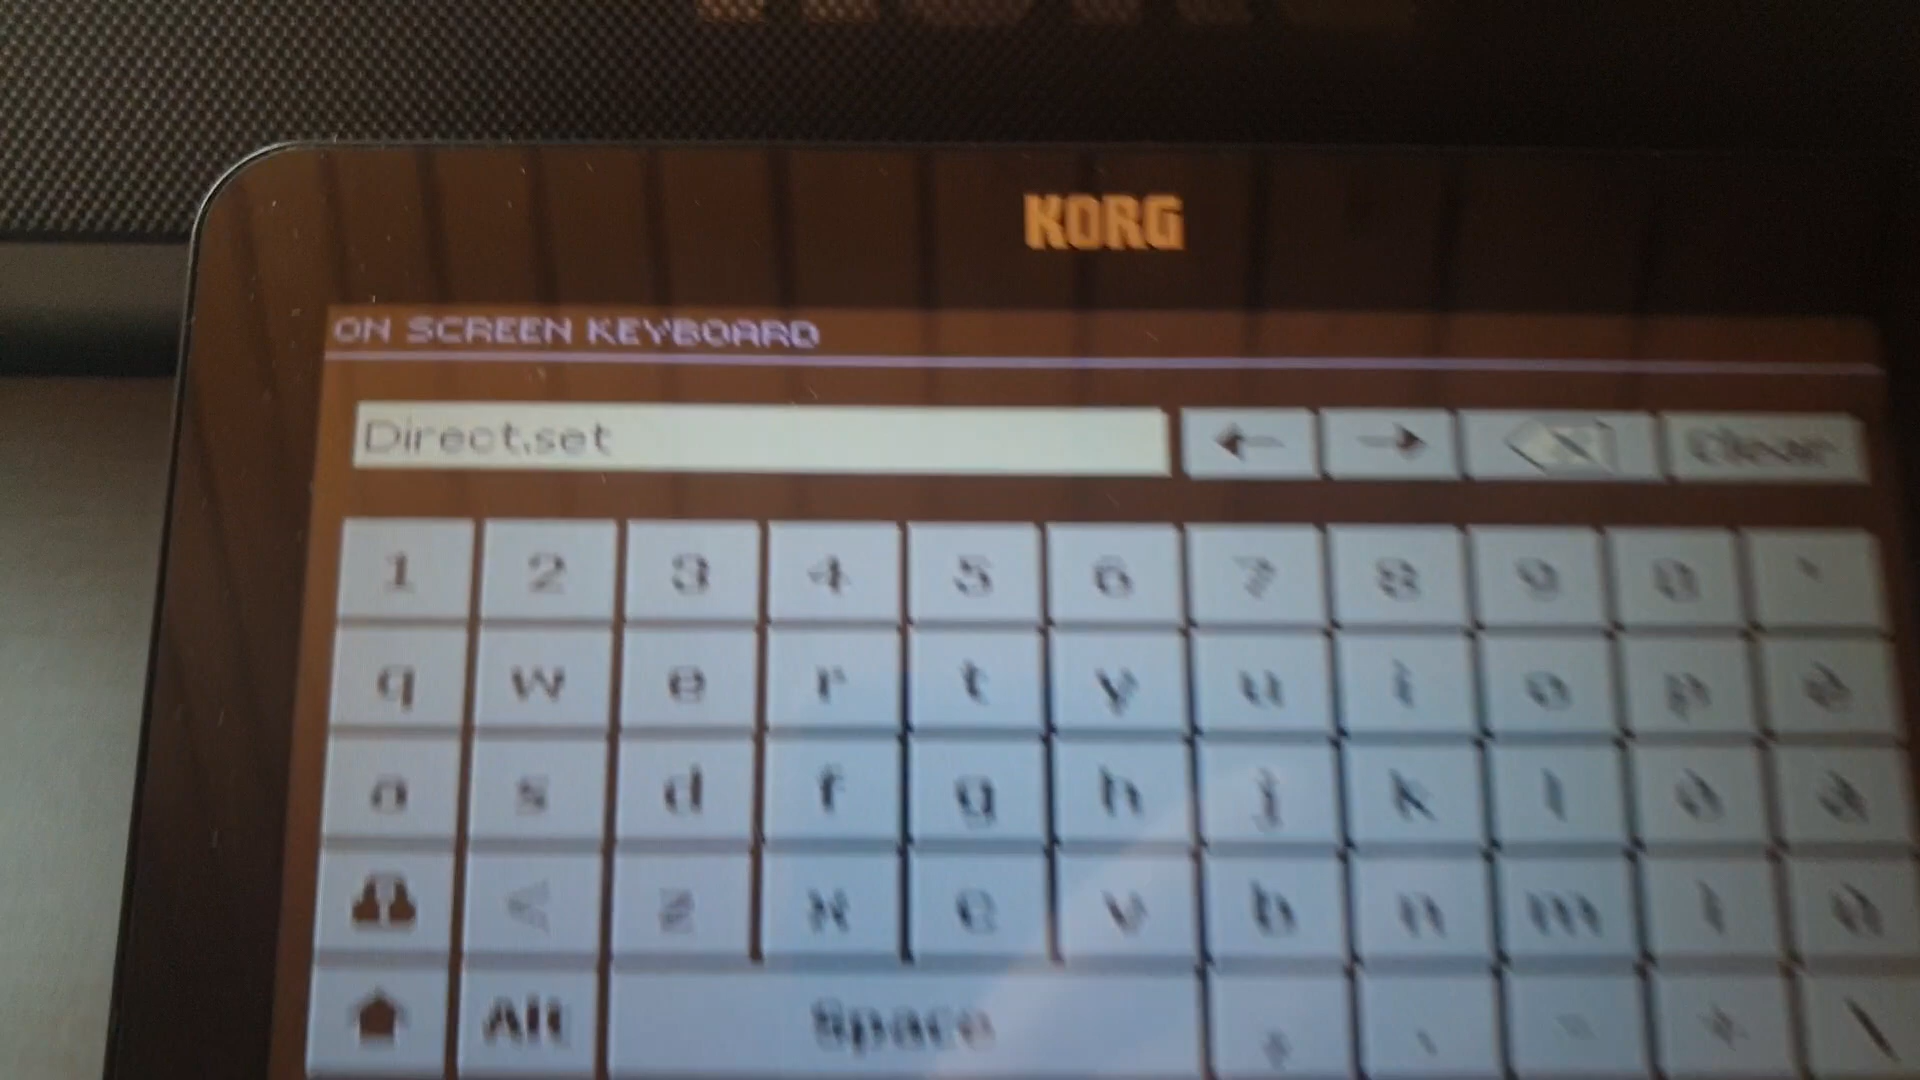 KORG
ON SCREEN KEYBOARD
Direct.set
Clear
1 2 3 4 5 6 7 8 9 0 '
q w e r t y u i o p è
a s d f g h j k l ò à
< z x c v b n m ì ù
Alt Space . , - + \